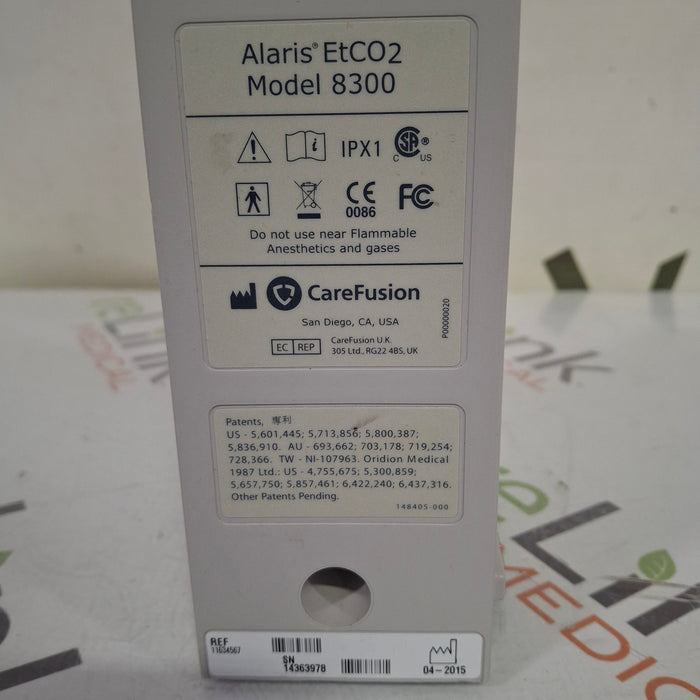 Alaris® EtCO2
Model 8300
IPX1
CSA ®
C US
CE
0086
FC
Do not use near Flammable
Anesthetics and gases
CareFusion
San Diego, CA, USA
EC REP
CareFusion U.K.
305 Ltd., RG22 4BS, UK
P00000020
Patents, 專利
US - 5,601,445; 5,713,856; 5,800,387;
5,836,910. AU - 693,662; 703,178; 719,254;
728,366. TW - NI-107963. Oridion Medical
1987 Ltd.: US - 4,755,675; 5,300,859;
5,657,750; 5,857,461; 6,422,240; 6,437,316.
Other Patents Pending.
148405-000
REF
11634567
SN
14363978
04-2015
Link
MEDICAL